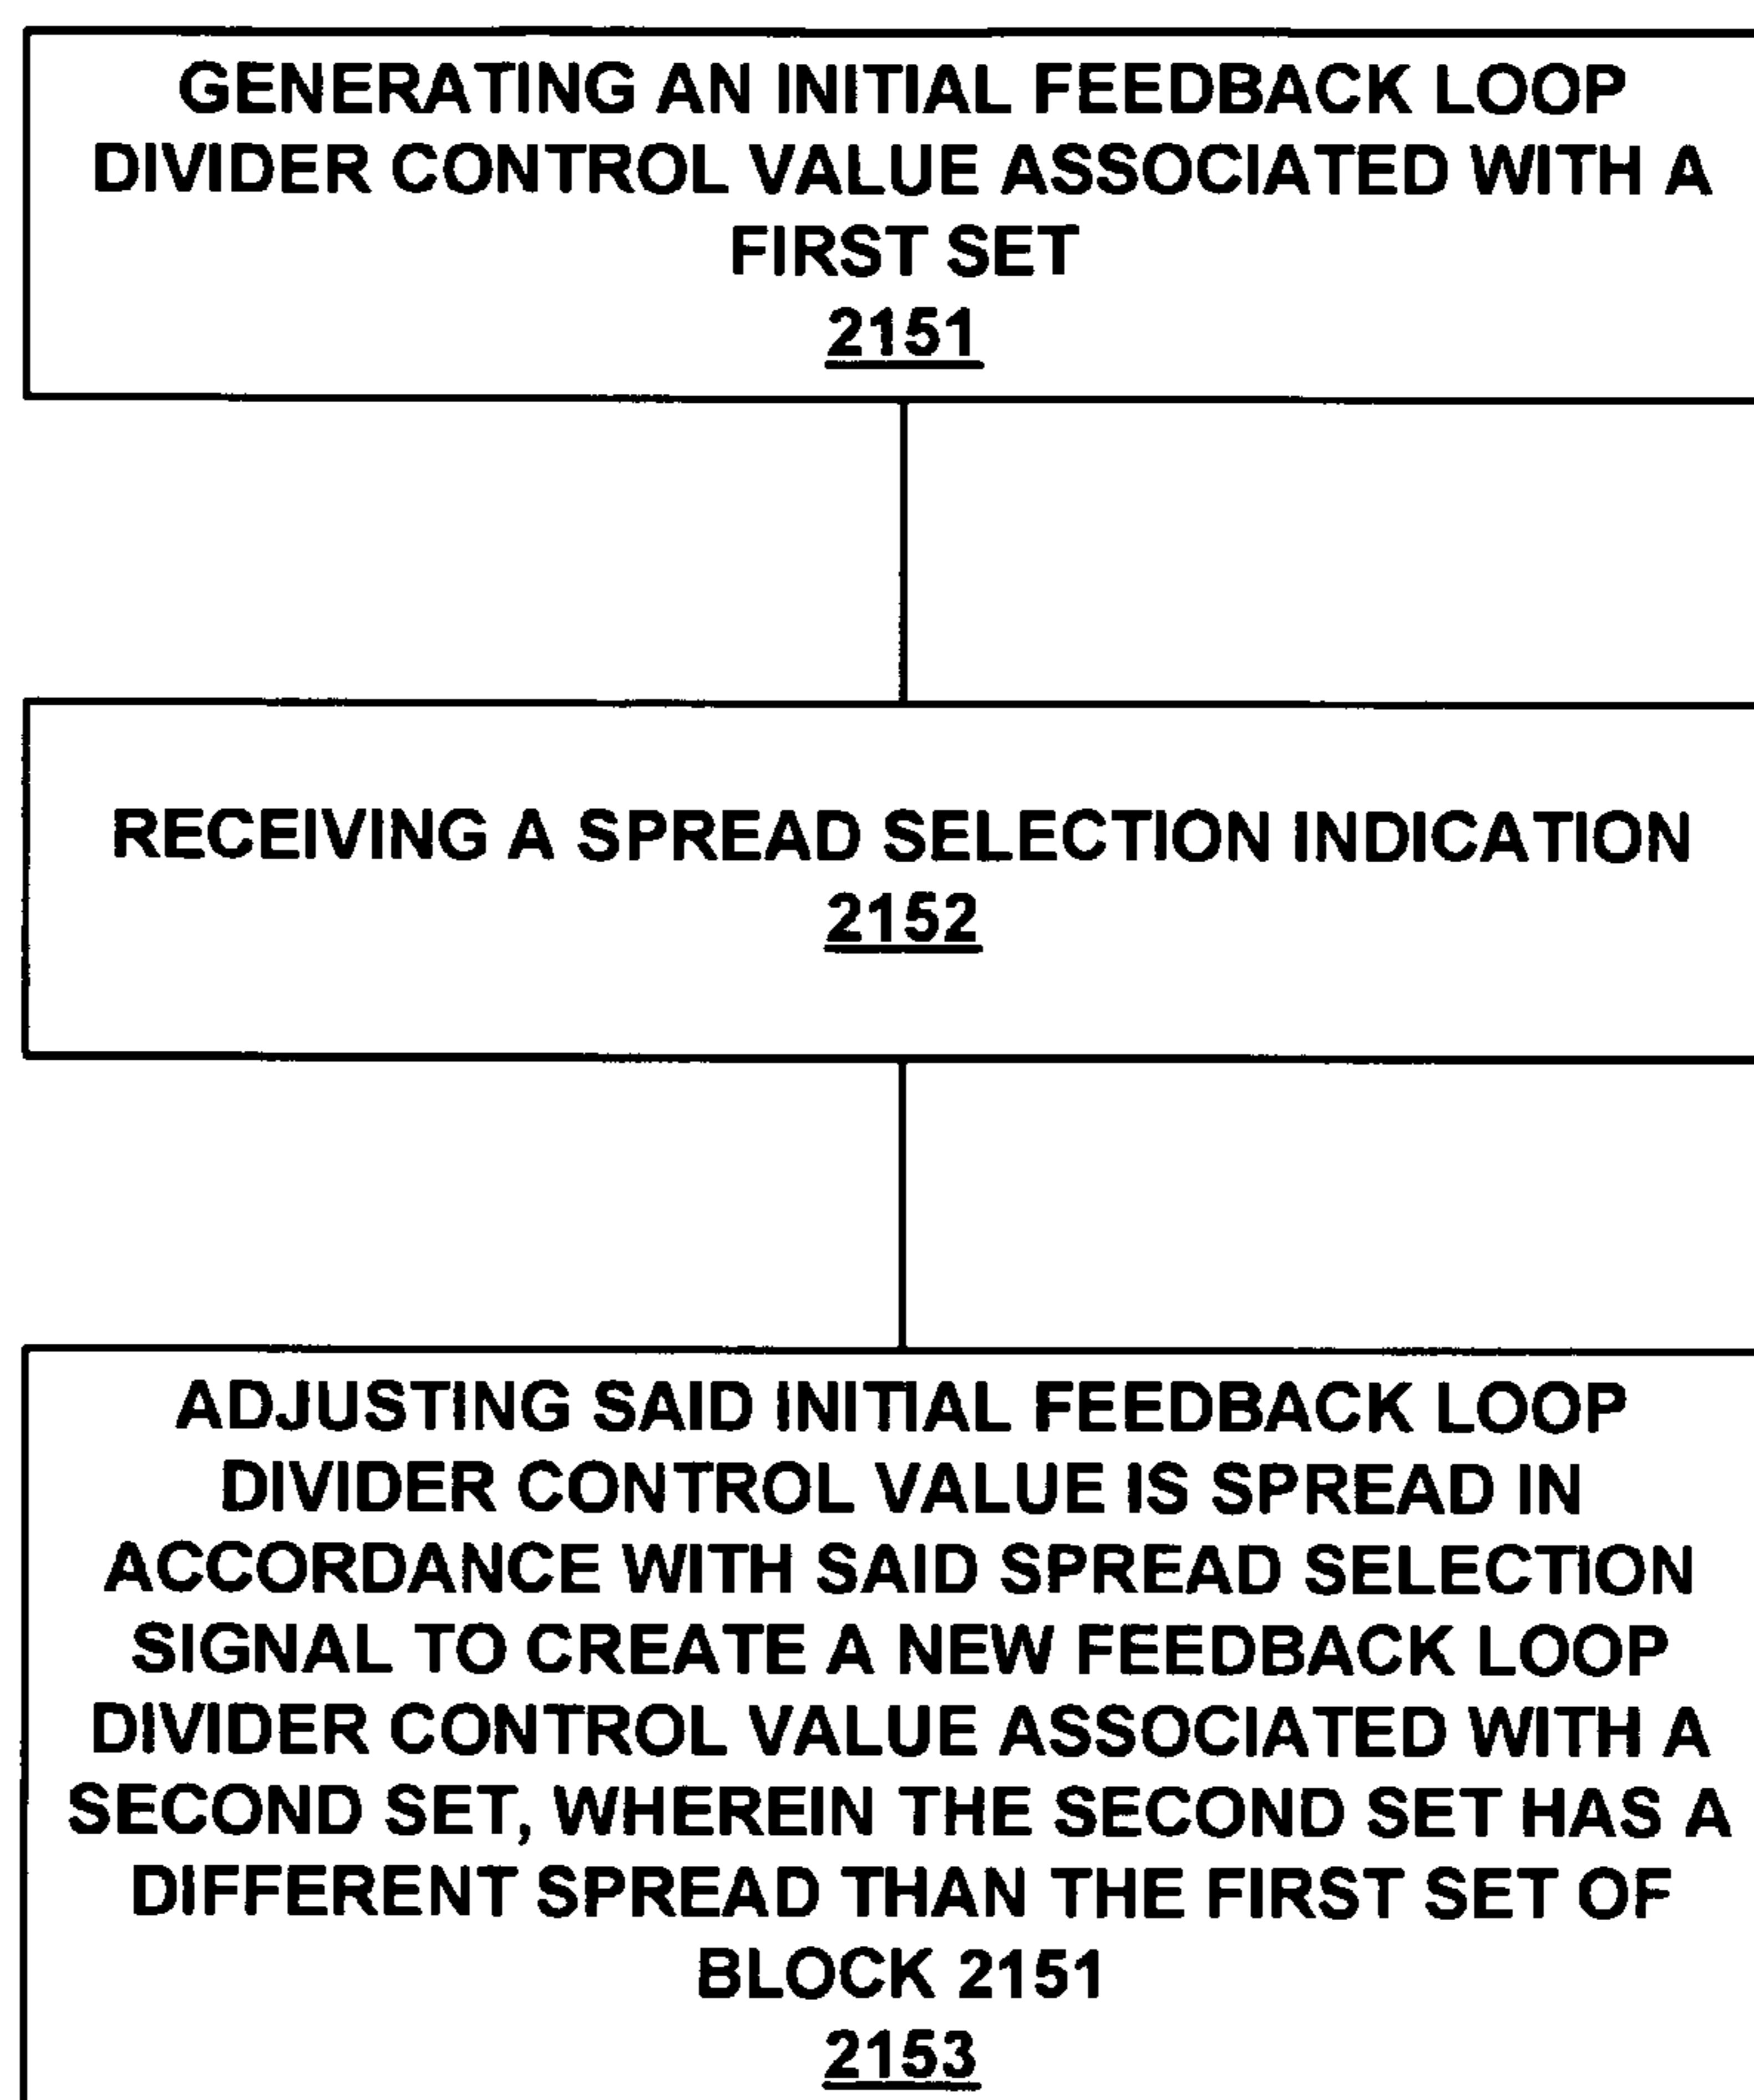 GENERATING AN INITIAL FEEDBACK LOOP
DIVIDER CONTROL VALUE ASSOCIATED WITH A
FIRST SET
2151
RECEIVING A SPREAD SELECTION INDICATION
2152
ADJUSTING SAID INITIAL FEEDBACK LOOP
DIVIDER CONTROL VALUE IS SPREAD IN
ACCORDANCE WITH SAID SPREAD SELECTION
SIGNAL TO CREATE A NEW FEEDBACK LOOP
DIVIDER CONTROL VALUE ASSOCIATED WITH A
SECOND SET, WHEREIN THE SECOND SET HAS A
DIFFERENT SPREAD THAN THE FIRST SET OF
BLOCK 2151
2153